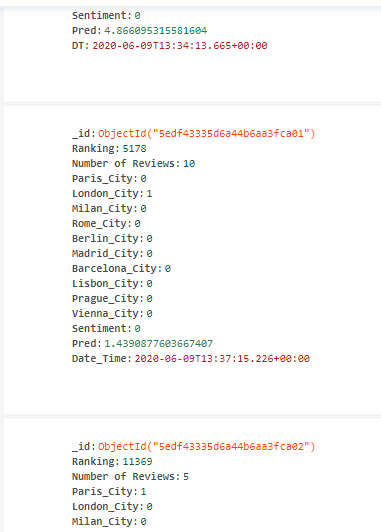 Sentiment: 0
Pred: 4.866095315581604
DT: 2020-06-09T13:34:13.665+00:00
_id: ObjectId("5edf43335d6a44b6aa3fca01")
Ranking: 5178
Number of Reviews: 10
Paris_City: 0
London_City: 1
Milan_City: 0
Rome_City: 0
Berlin_City: 0
Madrid_City: 0
Barcelona_City: 0
Lisbon_City: 0
Prague_City: 0
Vienna_City: 0
Sentiment: 0
Pred: 1.4390877603667407
Date_Time: 2020-06-09T13:37:15.226+00:00
_id: ObjectId("5edf43335d6a44b6aa3fca02")
Ranking: 11369
Number of Reviews: 5
Paris_City: 1
London_City: 0
Milan_City: 0